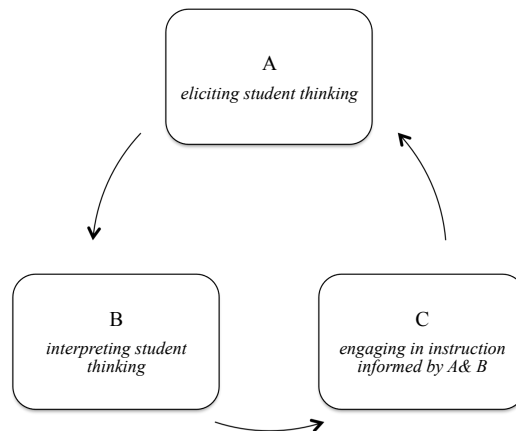 A
eliciting student thinking
B
interpreting student
thinking
C
engaging in instruction
informed by A& B